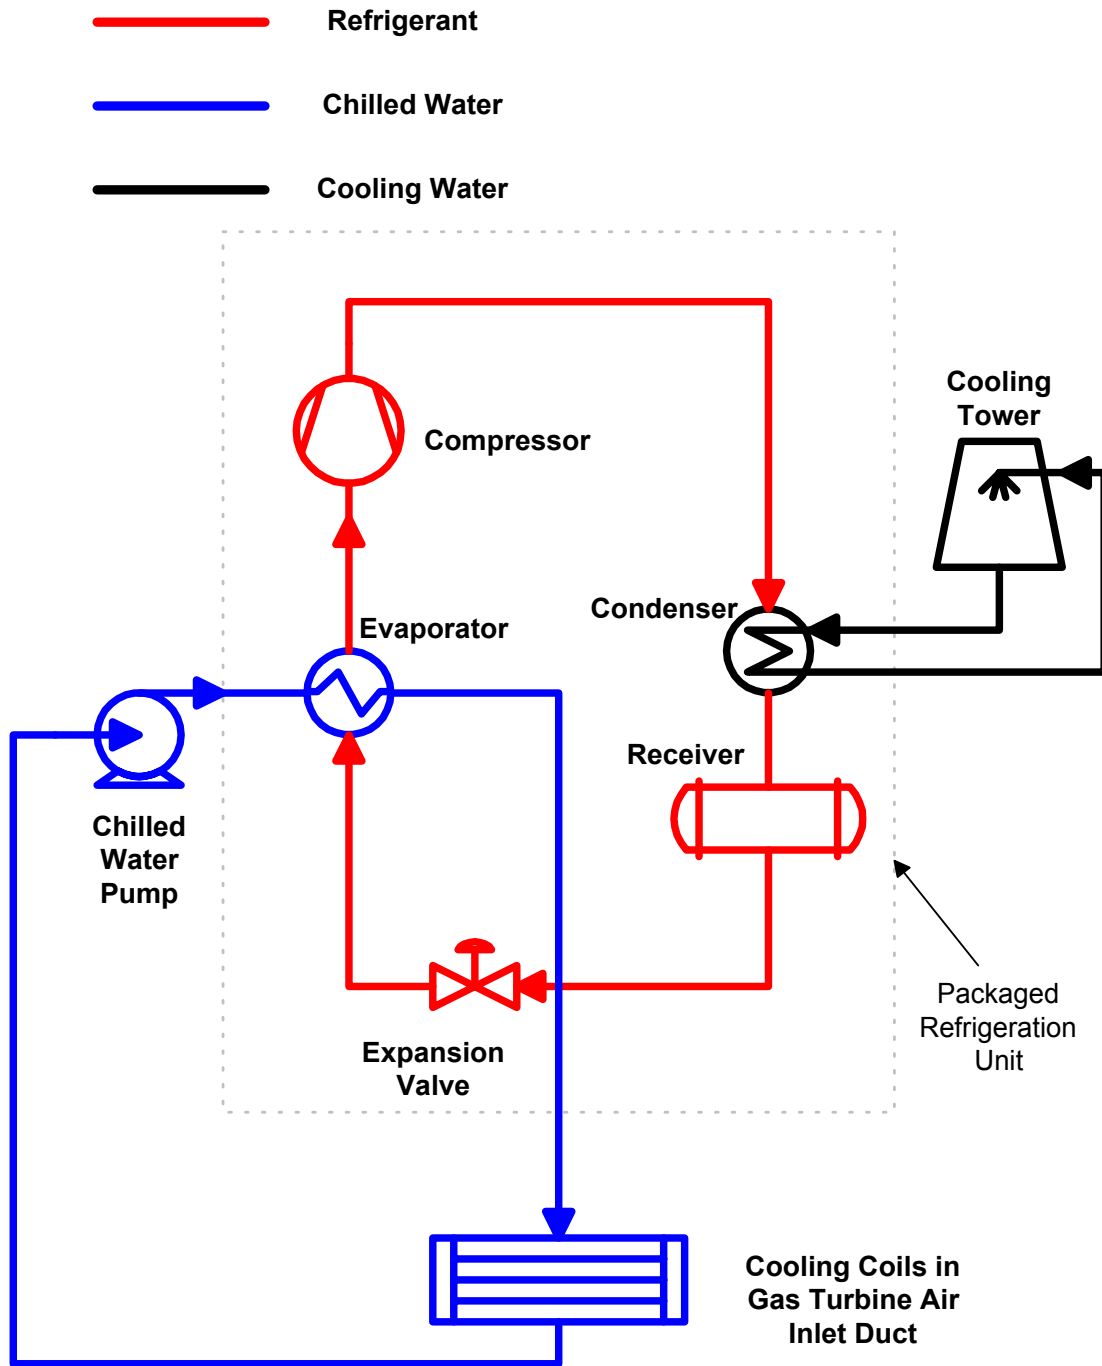 Refrigerant
Chilled Water
Cooling Water
Cooling
Tower
Compressor
Condenser
Evaporator
Receiver
Chilled
Water
Pump
Packaged
Refrigeration
Unit
Expansion
Valve
Cooling Coils in
Gas Turbine Air
Inlet Duct